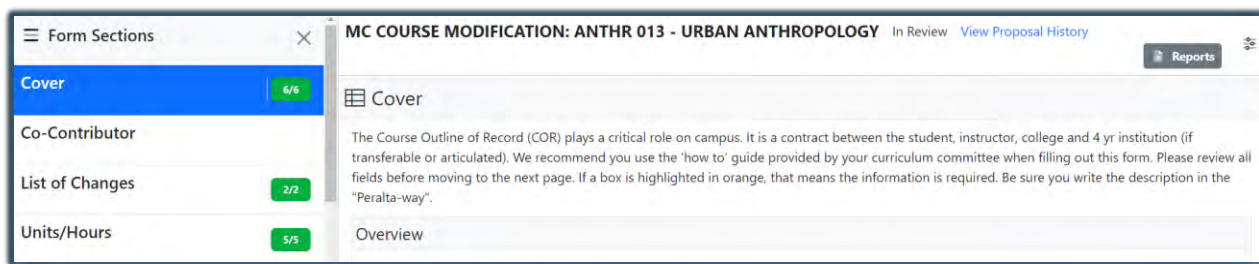 Form Sections
Cover
6/6
Co-Contributor
List of Changes
2/2
Units/Hours
5/5
MC COURSE MODIFICATION: ANTHR 013 - URBAN ANTHROPOLOGY In Review View Proposal History
Reports
Cover
The Course Outline of Record (COR) plays a critical role on campus. It is a contract between the student, instructor, college and 4 yr institution (if
transferable or articulated). We recommend you use the 'how to' guide provided by your curriculum committee when filling out this form. Please review all
fields before moving to the next page. If a box is highlighted in orange, that means the information is required. Be sure you write the description in the
"Peralta-way".
Overview